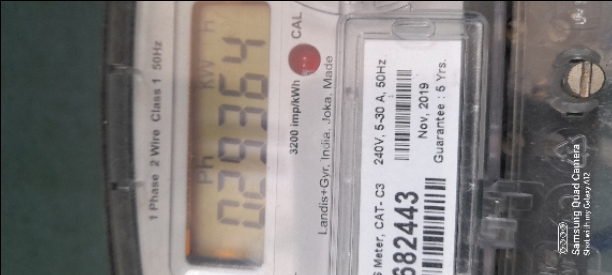 1 Phase 2 Wire Class 1 50Hz
Ph KW H
029364
3200 imp/kWh CAL
Landis+Gyr, India, Joka, Made
S Meter, CAT- C3 240V, 5-30 A, 50Hz
682443
Nov, 2019
Guarantee : 5 Yrs.
Samsung Quad Camera
Shot with my Galaxy A12